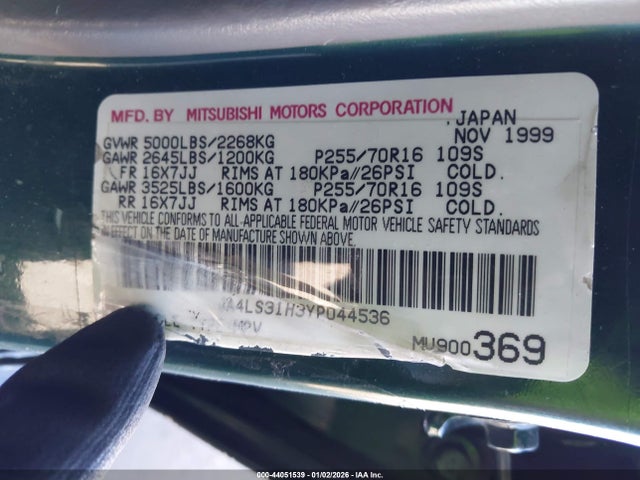 MFD. BY MITSUBISHI MOTORS CORPORATION JAPAN
GVWR 5000LBS/2268KG NOV 1999
GAWR 2645LBS/1200KG P255/70R16 109S
FR 16X7JJ RIMS AT 180KPa//26PSI COLD.
GAWR 3525LBS/1600KG P255/70R16 109S
RR 16X7JJ RIMS AT 180KPa//26PSI COLD.
THIS VEHICLE CONFORMS TO ALL-APPLICABLE FEDERAL MOTOR VEHICLE SAFETY STANDARDS
IN EFFECT ON THE DATE OF MANUFACTURE SHOWN ABOVE.
A4LS31H3YP044536
MPV
MU900369
000-44051539 - 01/02/2026 - IAA Inc.